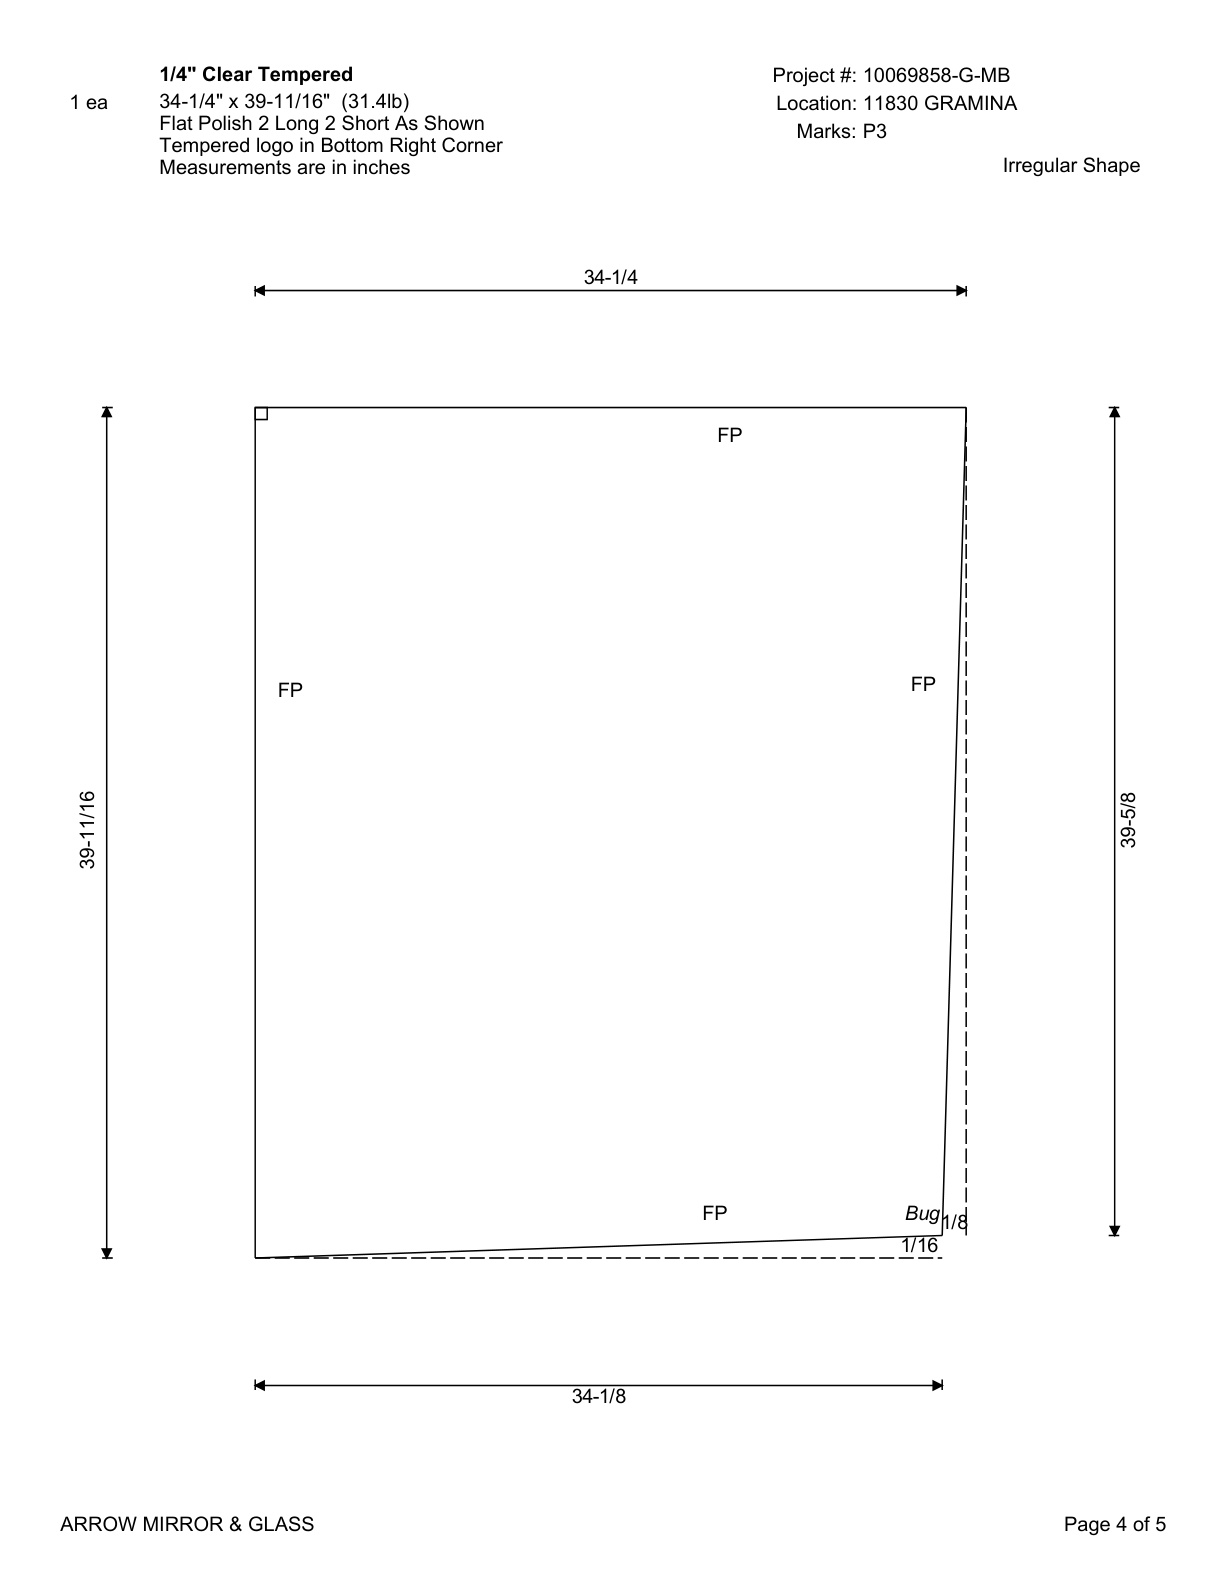 1/4" Clear Tempered
1 ea
34-1/4" x 39-11/16"  (31.4lb)
Flat Polish 2 Long 2 Short As Shown
Tempered logo in Bottom Right Corner
Measurements are in inches
Project #: 10069858-G-MB
Location: 11830 GRAMINA
Marks: P3
Irregular Shape
34-1/4
FP
FP
FP
39-11/16
39-5/8
FP
Bug
1/8
1/16
34-1/8
ARROW MIRROR & GLASS
Page 4 of 5